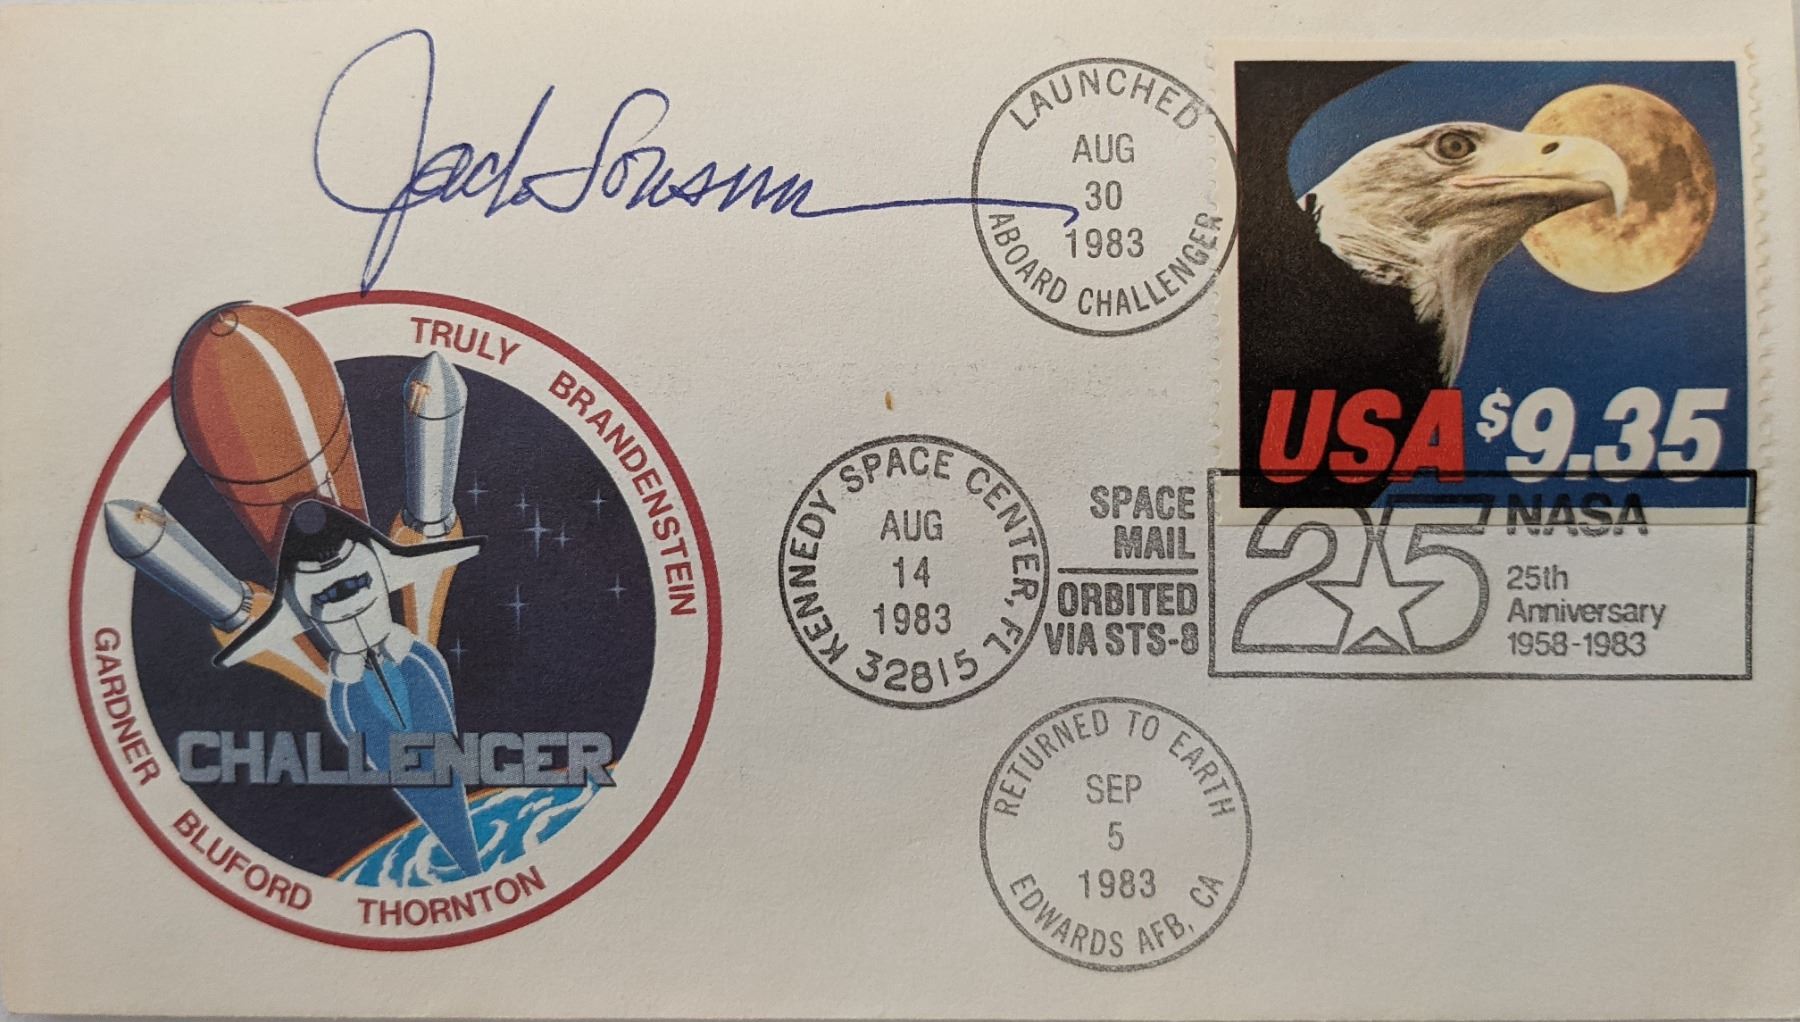 Jack Lousma
LAUNCHED
AUG
30
1983
ABOARD CHALLENGER
USA $9.35
TRULY BRANDENSTEIN
GARDNER BLUFORD THORNTON
CHALLENGER
KENNEDY SPACE CENTER, FL
AUG
14
1983
32815
SPACE
MAIL
ORBITED
VIA STS-8
25 NASA
25th
Anniversary
1958-1983
RETURNED TO EARTH
SEP
5
1983
EDWARDS AFB, CA